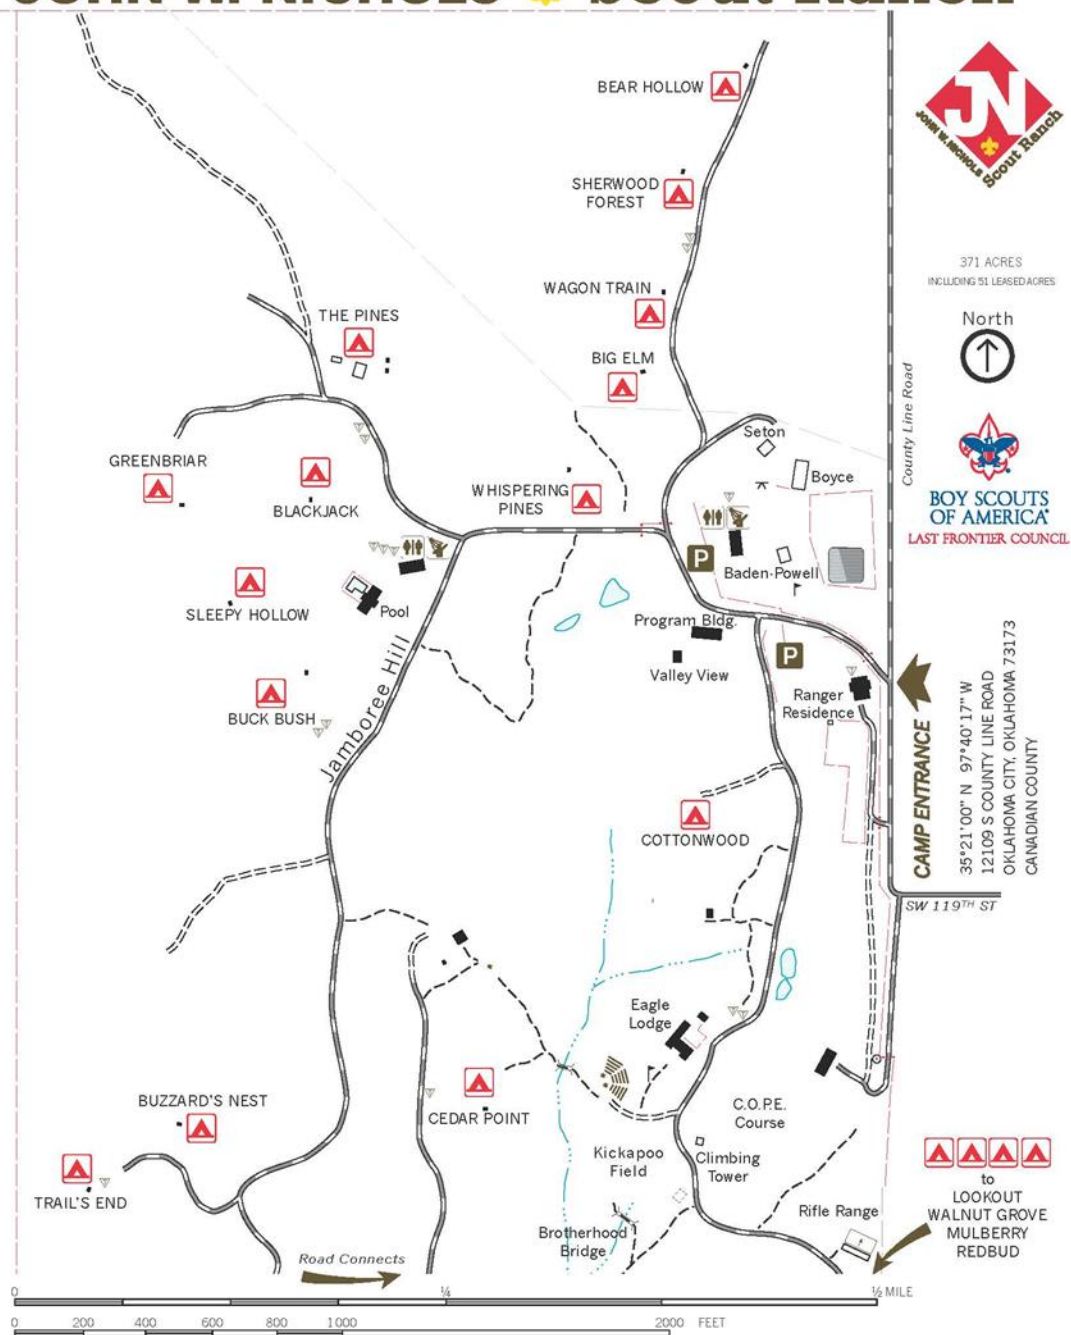 JOHN W. NICHOLS Scout Ranch
BEAR HOLLOW
JN
JOHN W. NICHOLS
Scout Ranch
SHERWOOD
FOREST
371 ACRES
INCLUDING 51 LEASED ACRES
WAGON TRAIN
North
THE PINES
BIG ELM
County Line Road
Seton
GREENBRIAR
BLACKJACK
WHISPERING
PINES
Boyce
BOY SCOUTS
OF AMERICA®
LAST FRONTIER COUNCIL
P
Baden-Powell
SLEEPY HOLLOW
Pool
Program Bldg.
Valley View
P
Ranger
Residence
BUCK BUSH
Jamboree Hill
CAMP ENTRANCE
35°21'00" N 97°40'17" W
12109 S COUNTY LINE ROAD
OKLAHOMA CITY, OKLAHOMA 73173
CANADIAN COUNTY
COTTONWOOD
SW 119TH ST
Eagle
Lodge
BUZZARD'S NEST
CEDAR POINT
C.O.P.E.
Course
Kickapoo
Field
Climbing
Tower
TRAIL'S END
Rifle Range
to
LOOKOUT
WALNUT GROVE
MULBERRY
REDBUD
Brotherhood
Bridge
Road Connects
0 ¼ ½ MILE
0 200 400 600 800 1000 2000 FEET